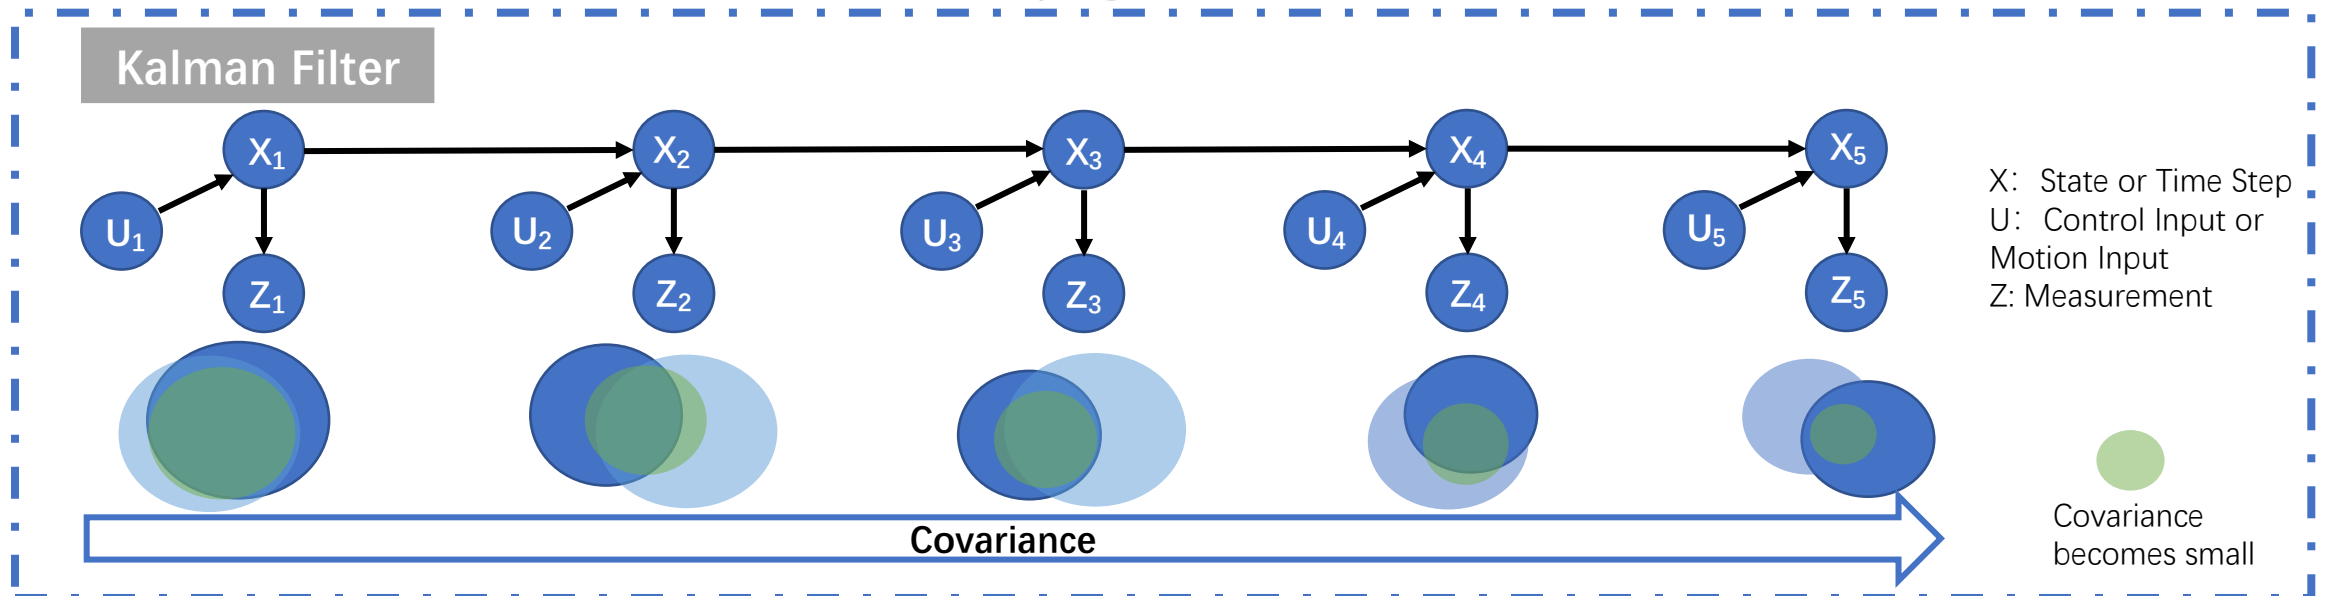 Kalman Filter
X1 X2 X3 X4 X5
U1 U2 U3 U4 U5
Z1 Z2 Z3 Z4 Z5
X: State or Time Step
U: Control Input or
Motion Input
Z: Measurement
Covariance
Covariance
becomes small